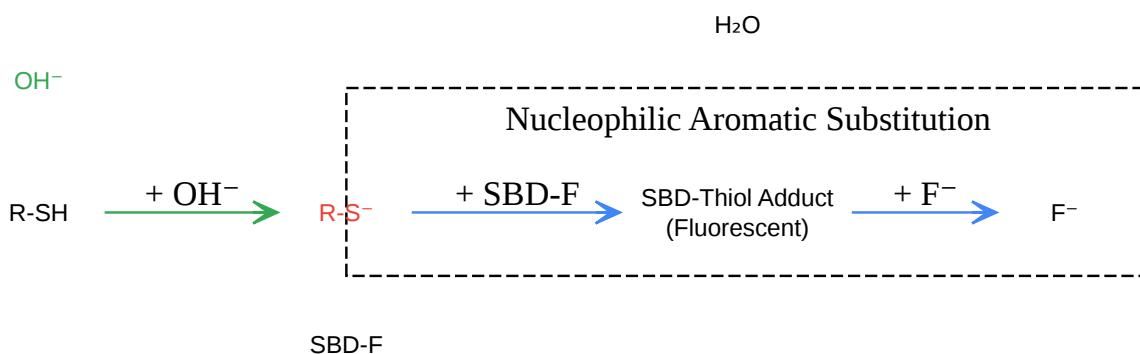 H₂O
OH⁻
Nucleophilic Aromatic Substitution
R-SH
+ OH⁻
R-S⁻
+ SBD-F
SBD-Thiol Adduct
(Fluorescent)
+ F⁻
F⁻
SBD-F